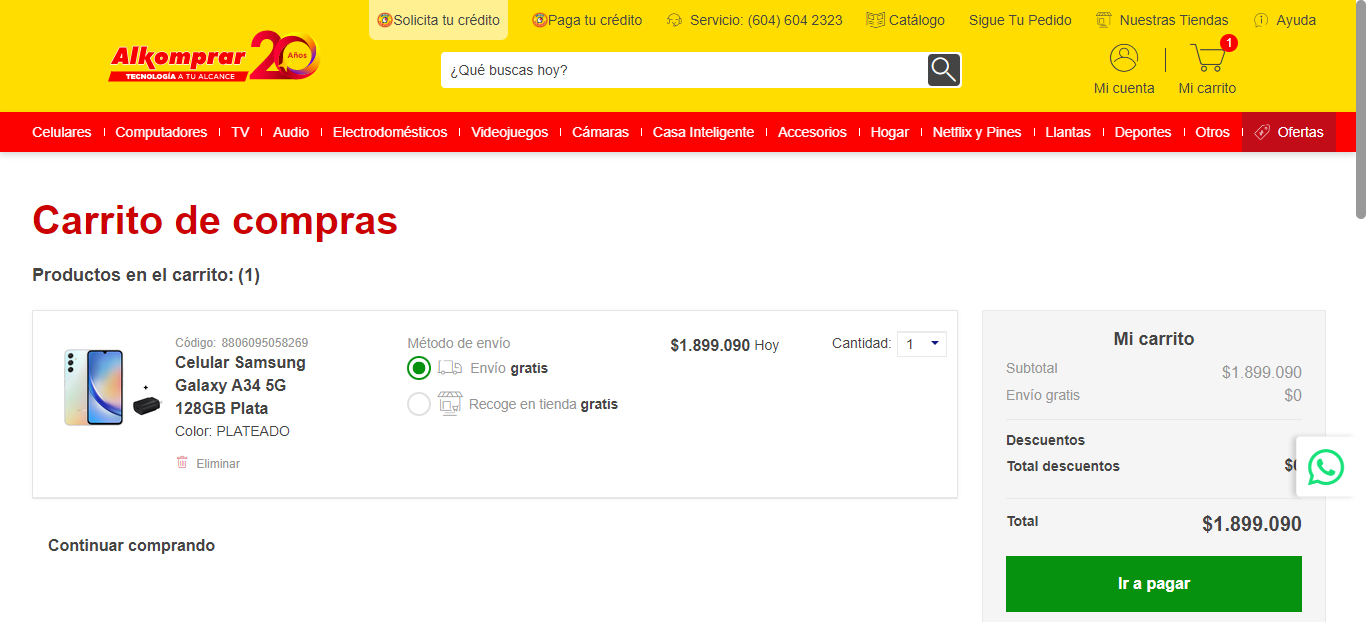 Solicita tu crédito
Paga tu crédito
Servicio: (604) 604 2323
Catálogo
Sigue Tu Pedido
Nuestras Tiendas
Ayuda
Alkomprar 20 Años
TECNOLOGÍA A TU ALCANCE
¿Qué buscas hoy?
1
Mi cuenta
Mi carrito
Celulares
Computadores
TV
Audio
Electrodomésticos
Videojuegos
Cámaras
Casa Inteligente
Accesorios
Hogar
Netflix y Pines
Llantas
Deportes
Otros
Ofertas
Carrito de compras
Productos en el carrito: (1)
Código: 8806095058269
Celular Samsung
Galaxy A34 5G
128GB Plata
Color: PLATEADO
Eliminar
Método de envío
Envío gratis
Recoge en tienda gratis
$1.899.090 Hoy
Cantidad: 1
Continuar comprando
Mi carrito
Subtotal $1.899.090
Envío gratis $0
Descuentos
Total descuentos
Total $1.899.090
Ir a pagar